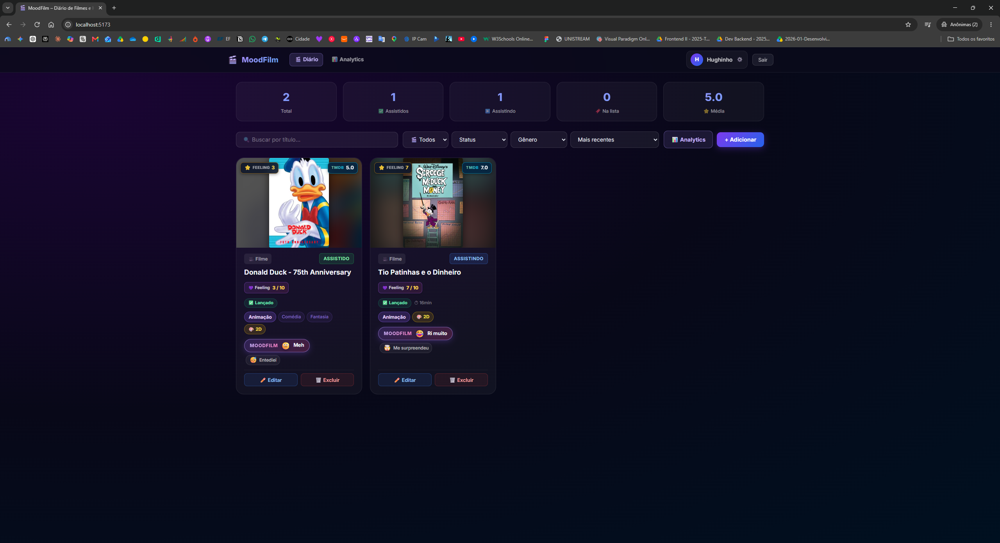 MoodFilm – Diário de Filmes e
localhost:5173
Anônimas (2)
EF
Cidade
IP Cam
W3Schools Online...
UNISTREAM
Visual Paradigm Onl...
Frontend II - 2025-T...
Dev Backend - 2025...
2026-01-Desenvolvi...
Todos os favoritos
MoodFilm
Diário
Analytics
H
Hughinho
Sair
2
Total
1
Assistidos
1
Assistindo
0
Na lista
5.0
Média
Buscar por título...
Todos
Status
Gênero
Mais recentes
Analytics
+ Adicionar
FEELING 3
TMDB 5.0
DONALD
DUCK
75TH ANNIVERSARY
Filme
ASSISTIDO
Donald Duck - 75th Anniversary
Feeling 3 / 10
Lançado
Animação
Comédia
Fantasia
2D
MOODFILM Meh
Entediei
Editar
Excluir
FEELING 7
TMDB 7.0
Walt Disney's
SCROOGE
McDUCK
AND
MONEY
Technicolor
TITAN SALES
Filme
ASSISTINDO
Tio Patinhas e o Dinheiro
Feeling 7 / 10
Lançado
16min
Animação
2D
MOODFILM Ri muito
Me surpreendeu
Editar
Excluir